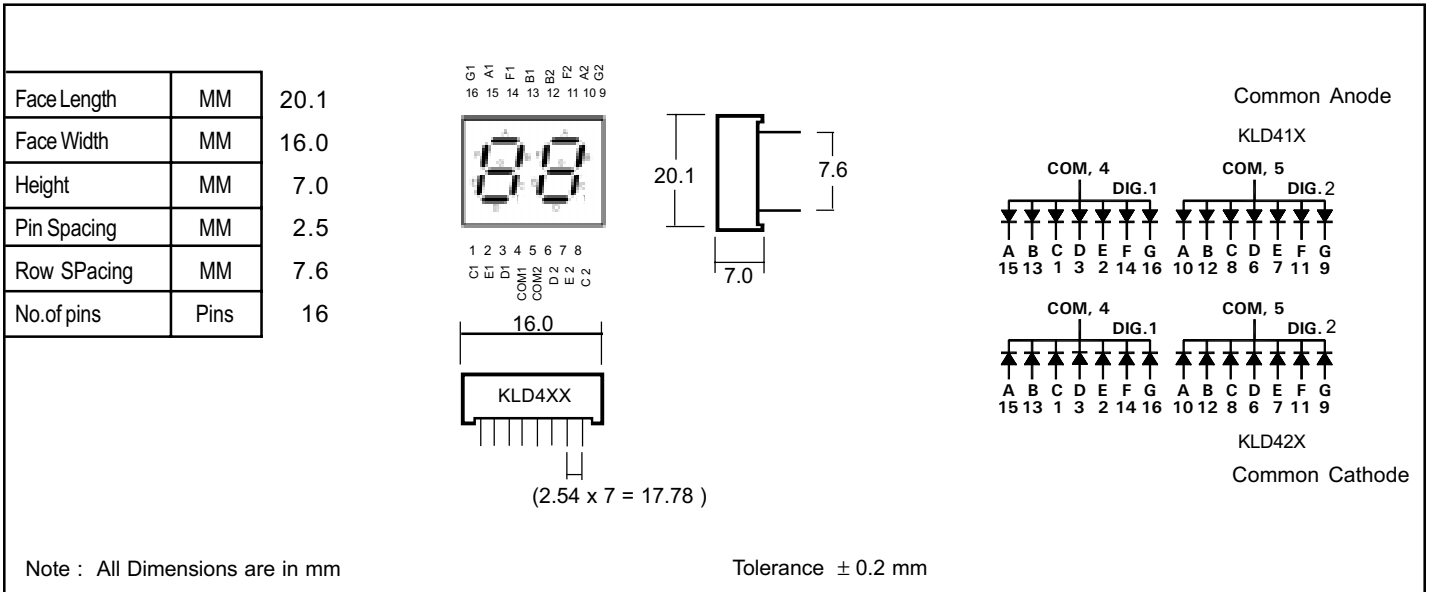 Face Length MM 20.1
Face Width MM 16.0
Height MM 7.0
Pin Spacing MM 2.5
Row SPacing MM 7.6
No.of pins Pins 16
G1 A1 F1 B1 B2 F2 A2 G2
16 15 14 13 12 11 10 9
1 2 3 4 5 6 7 8
C1 E1 D1 COM1 COM2 D 2 E 2 C 2
20.1
7.6
7.0
16.0
KLD4XX
(2.54 x 7 = 17.78 )
Common Anode
KLD41X
COM, 4 COM, 5
DIG.1 DIG. 2
A B C D E F G A B C D E F G
15 13 1 3 2 14 16 10 12 8 6 7 11 9
COM, 4 COM, 5
DIG.1 DIG. 2
A B C D E F G A B C D E F G
15 13 1 3 2 14 16 10 12 8 6 7 11 9
KLD42X
Common Cathode
Note : All Dimensions are in mm Tolerance ± 0.2 mm